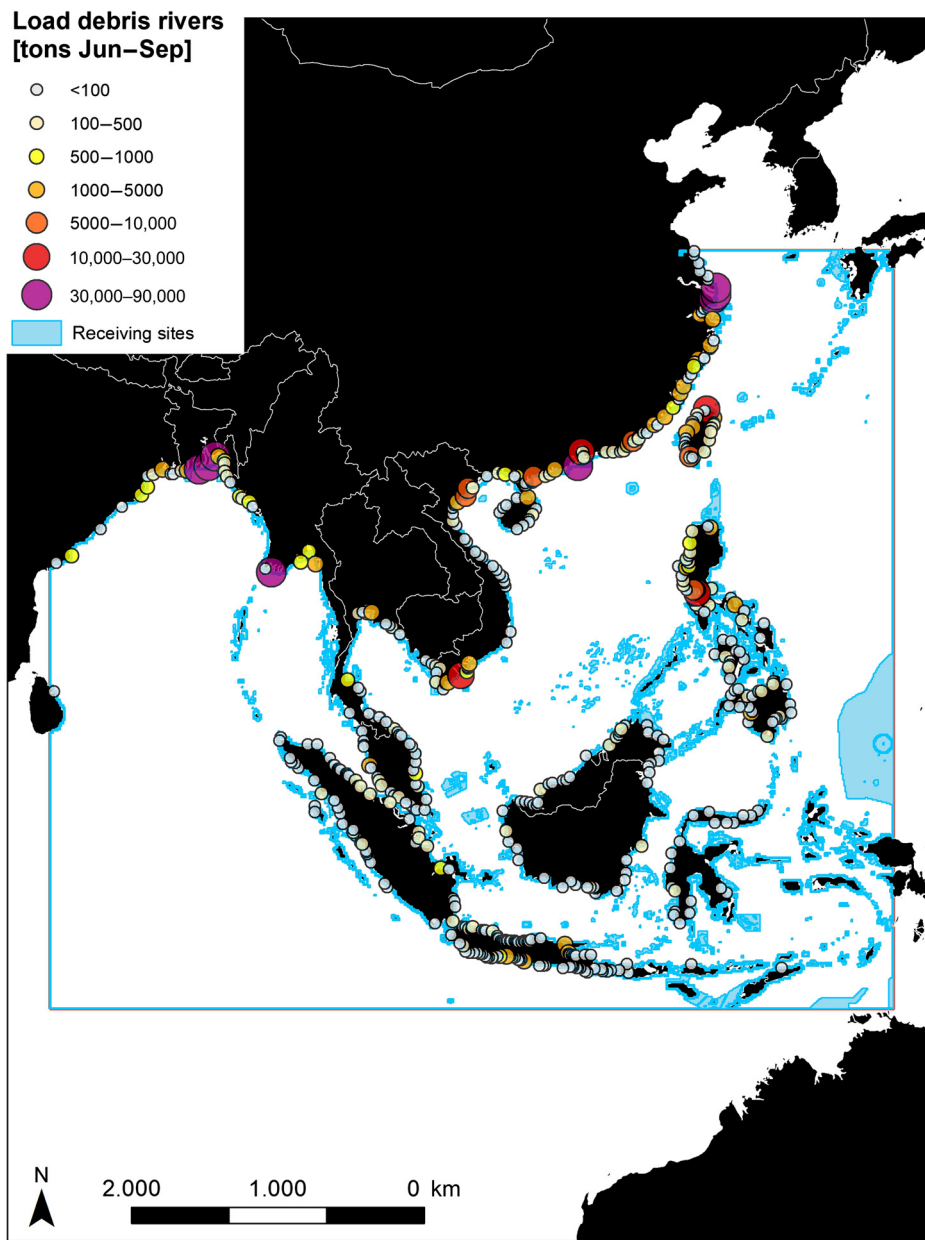 Load debris rivers
[tons Jun–Sep]
<100
100–500
500–1000
1000–5000
5000–10,000
10,000–30,000
30,000–90,000
Receiving sites
N
2.000 1.000 0 km